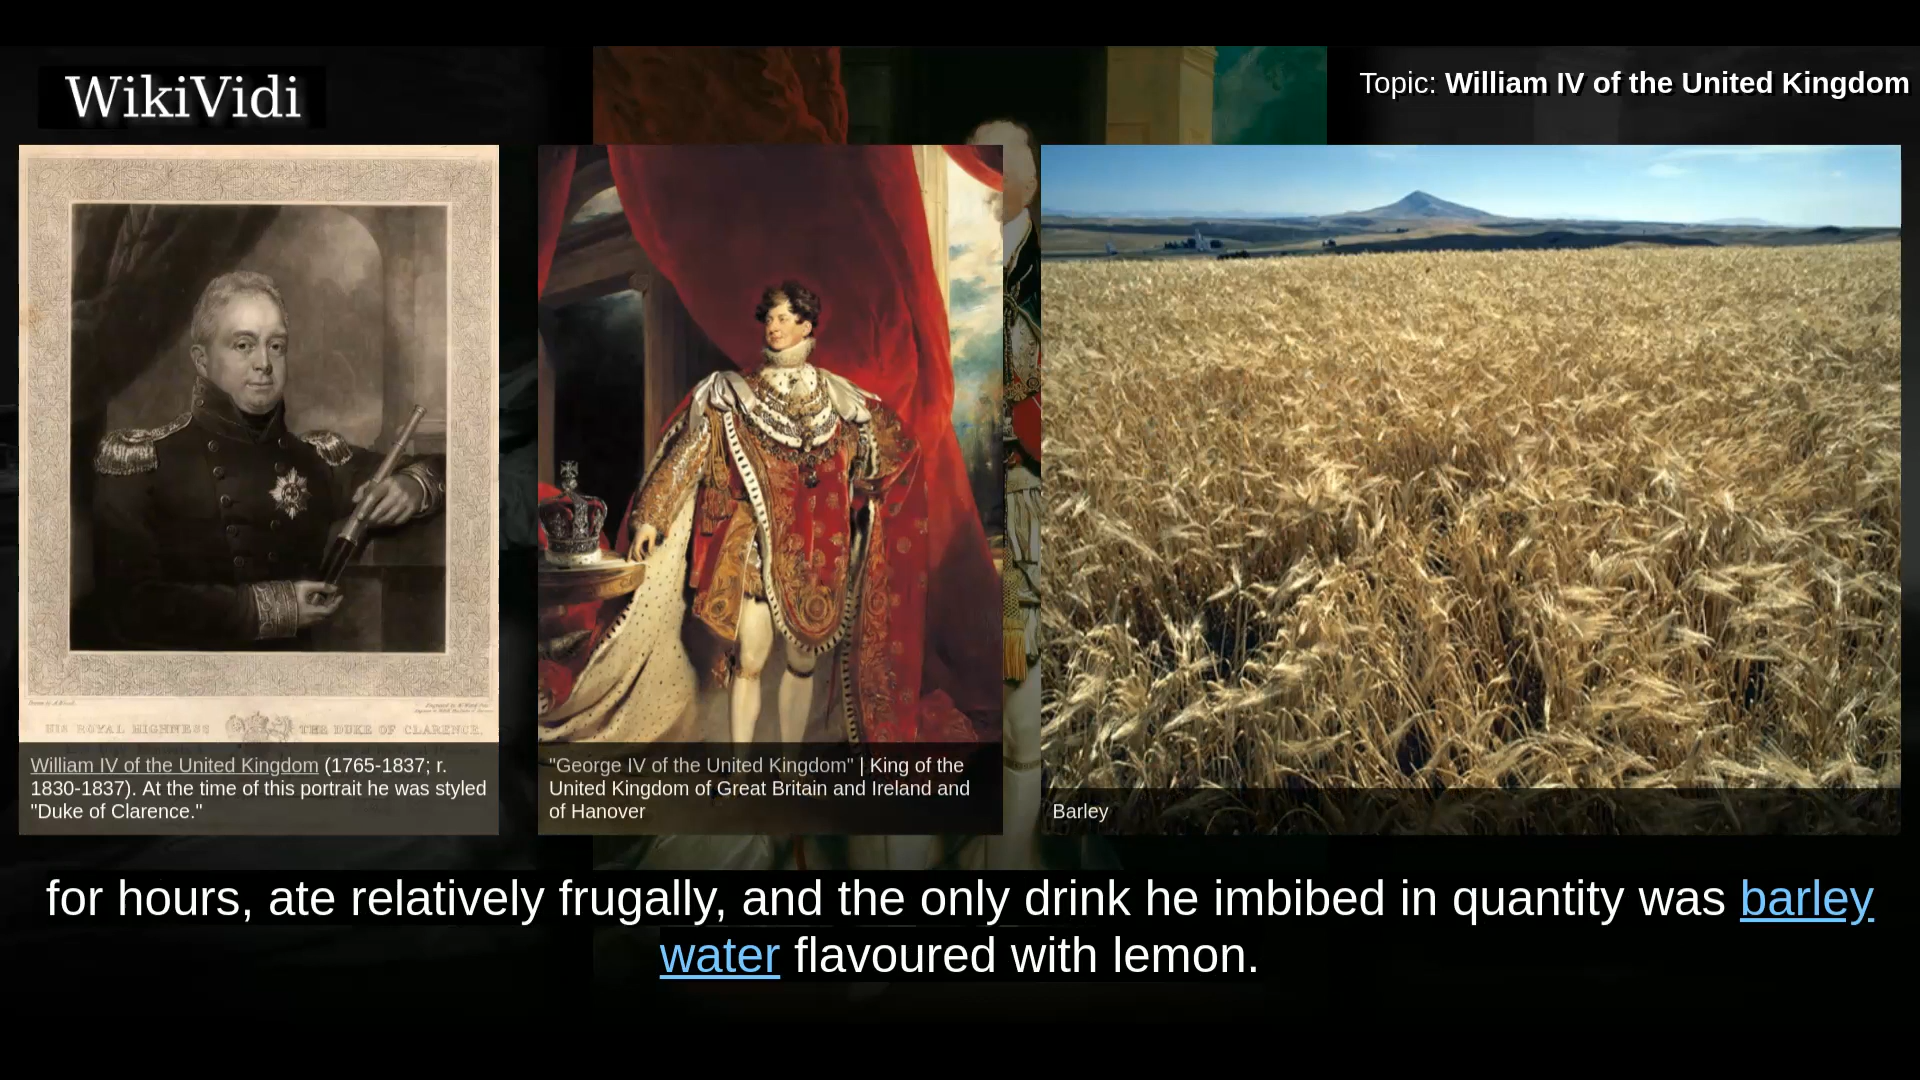 WikiVidi
Topic: William IV of the United Kingdom
HIS ROYAL HIGHNESS THE DUKE OF CLARENCE,
William IV of the United Kingdom (1765-1837; r.
1830-1837). At the time of this portrait he was styled
"Duke of Clarence."
"George IV of the United Kingdom" | King of the
United Kingdom of Great Britain and Ireland and
of Hanover
Barley
for hours, ate relatively frugally, and the only drink he imbibed in quantity was barley
water flavoured with lemon.